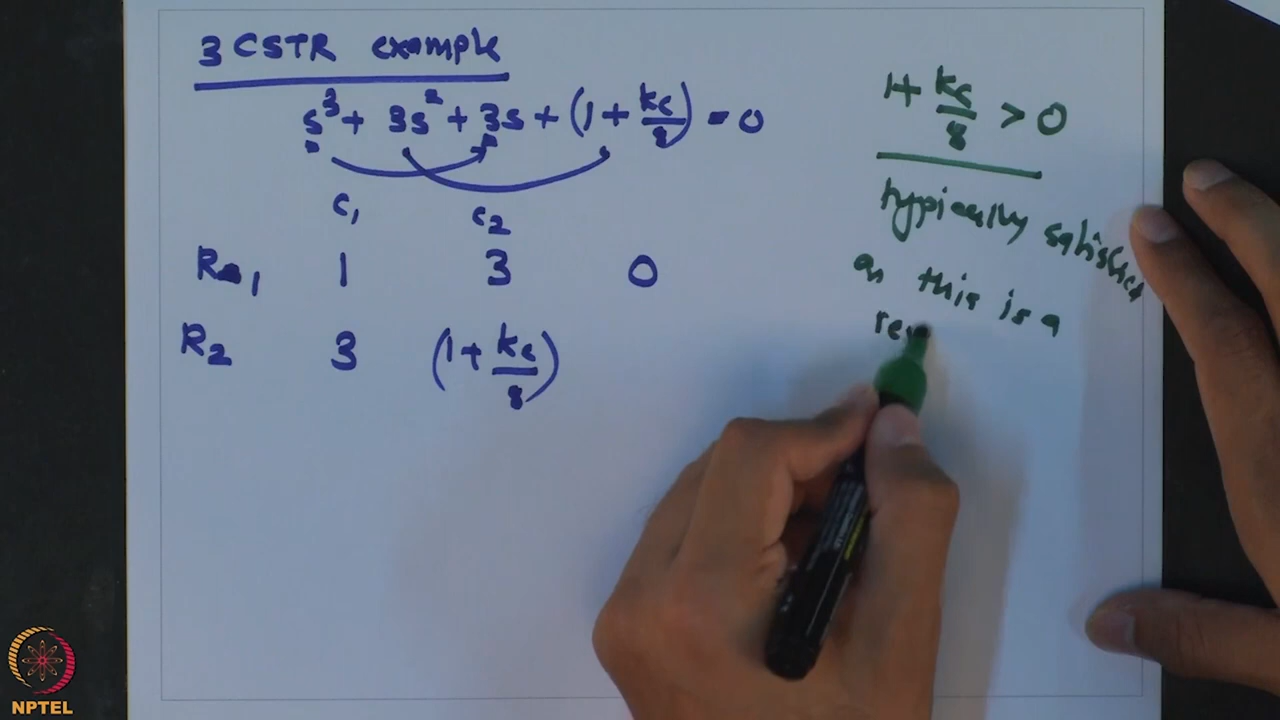 3 CSTR example
s³ + 3s² + 3s + (1 + kc/8) = 0
c₁ c₂
R₁ 1 3 0
R₂ 3 (1 + kc/8)
1 + kc/8 > 0
typically satisfied
as this is a
NPTEL